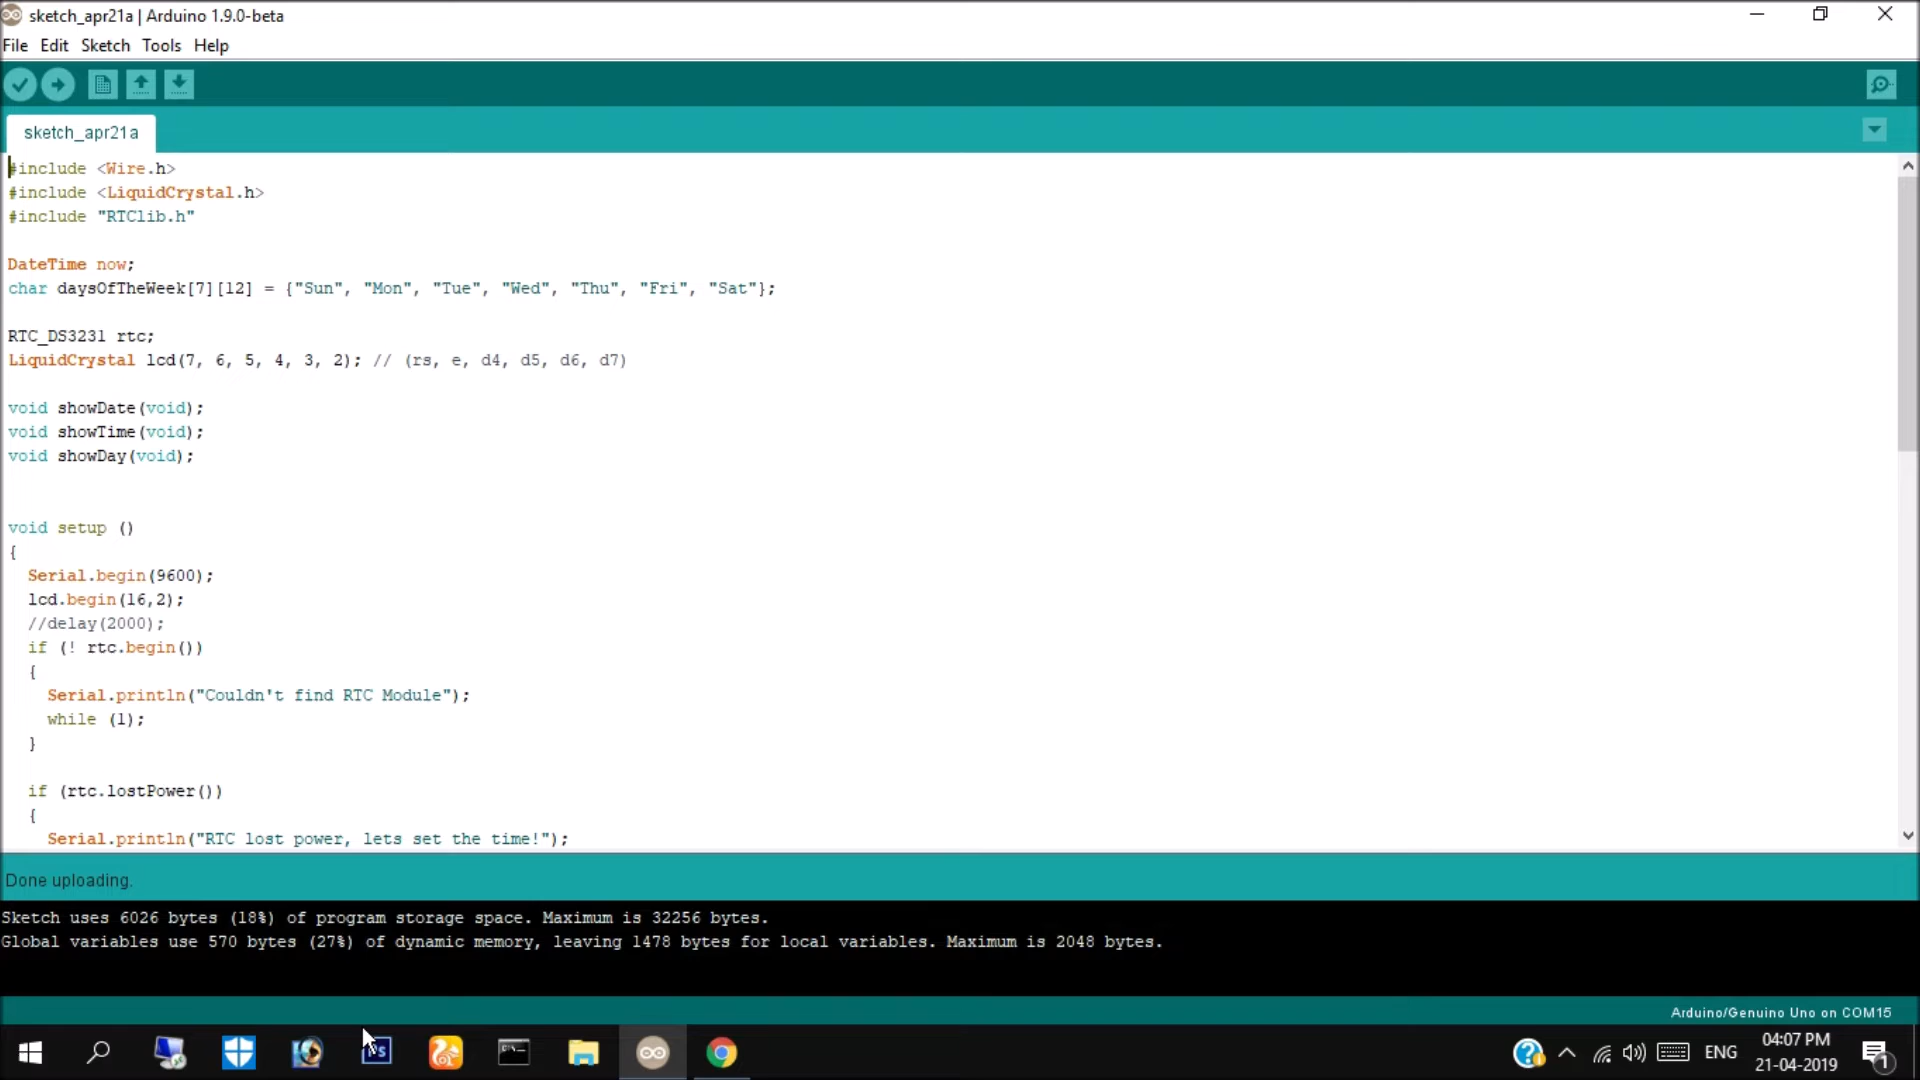 sketch_apr21a | Arduino 1.9.0-beta
File Edit Sketch Tools Help
sketch_apr21a
#include <Wire.h>
#include <LiquidCrystal.h>
#include "RTClib.h"
DateTime now;
char daysOfTheWeek[7][12] = {"Sun", "Mon", "Tue", "Wed", "Thu", "Fri", "Sat"};
RTC_DS3231 rtc;
LiquidCrystal lcd(7, 6, 5, 4, 3, 2); // (rs, e, d4, d5, d6, d7)
void showDate(void);
void showTime(void);
void showDay(void);
void setup ()
{
Serial.begin(9600);
lcd.begin(16,2);
//delay(2000);
if (! rtc.begin())
{
Serial.println("Couldn't find RTC Module");
while (1);
}
if (rtc.lostPower())
{
Serial.println("RTC lost power, lets set the time!");
Done uploading.
Sketch uses 6026 bytes (18%) of program storage space. Maximum is 32256 bytes.
Global variables use 570 bytes (27%) of dynamic memory, leaving 1478 bytes for local variables. Maximum is 2048 bytes.
Arduino/Genuino Uno on COM15
ENG
04:07 PM
21-04-2019
1